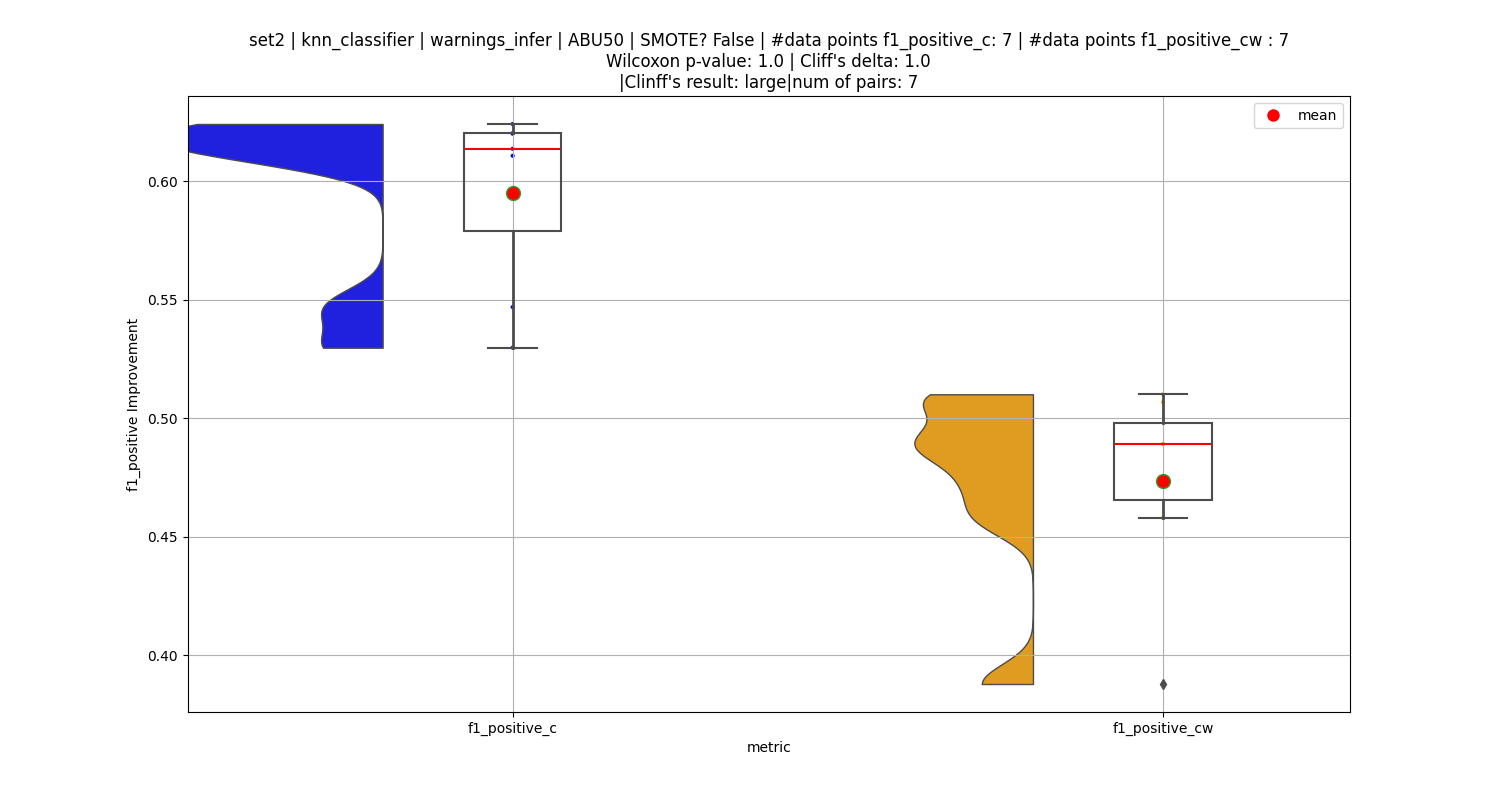 set2 | knn_classifier | warnings_infer | ABU50 | SMOTE? False | #data points f1_positive_c: 7 | #data points f1_positive_cw : 7
Wilcoxon p-value: 1.0 | Cliff's delta: 1.0
|Clinff's result: large|num of pairs: 7
mean
0.60
0.55
0.50
0.45
0.40
f1_positive Improvement
f1_positive_c
f1_positive_cw
metric